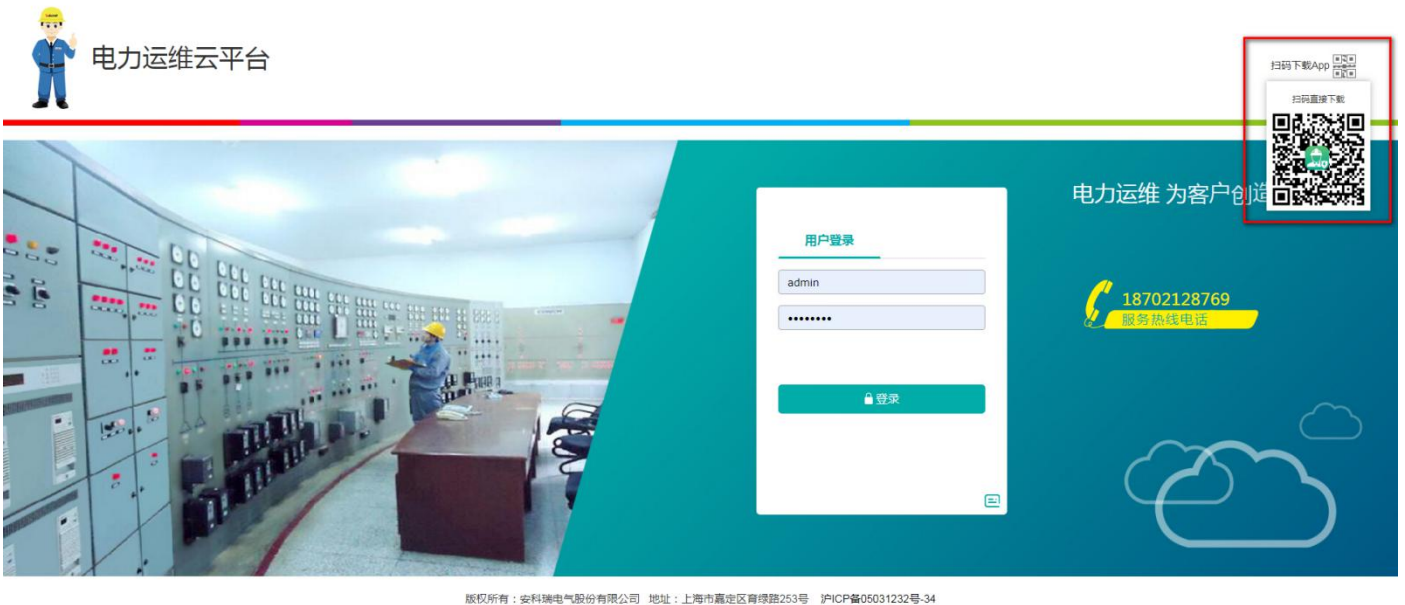 电力运维云平台
扫码下载App
扫码直接下载
电力运维 为客户创造
用户登录
admin
••••••••
18702128769
服务热线电话
登录
版权所有：安科瑞电气股份有限公司 地址：上海市嘉定区育绿路253号 沪ICP备05031232号-34